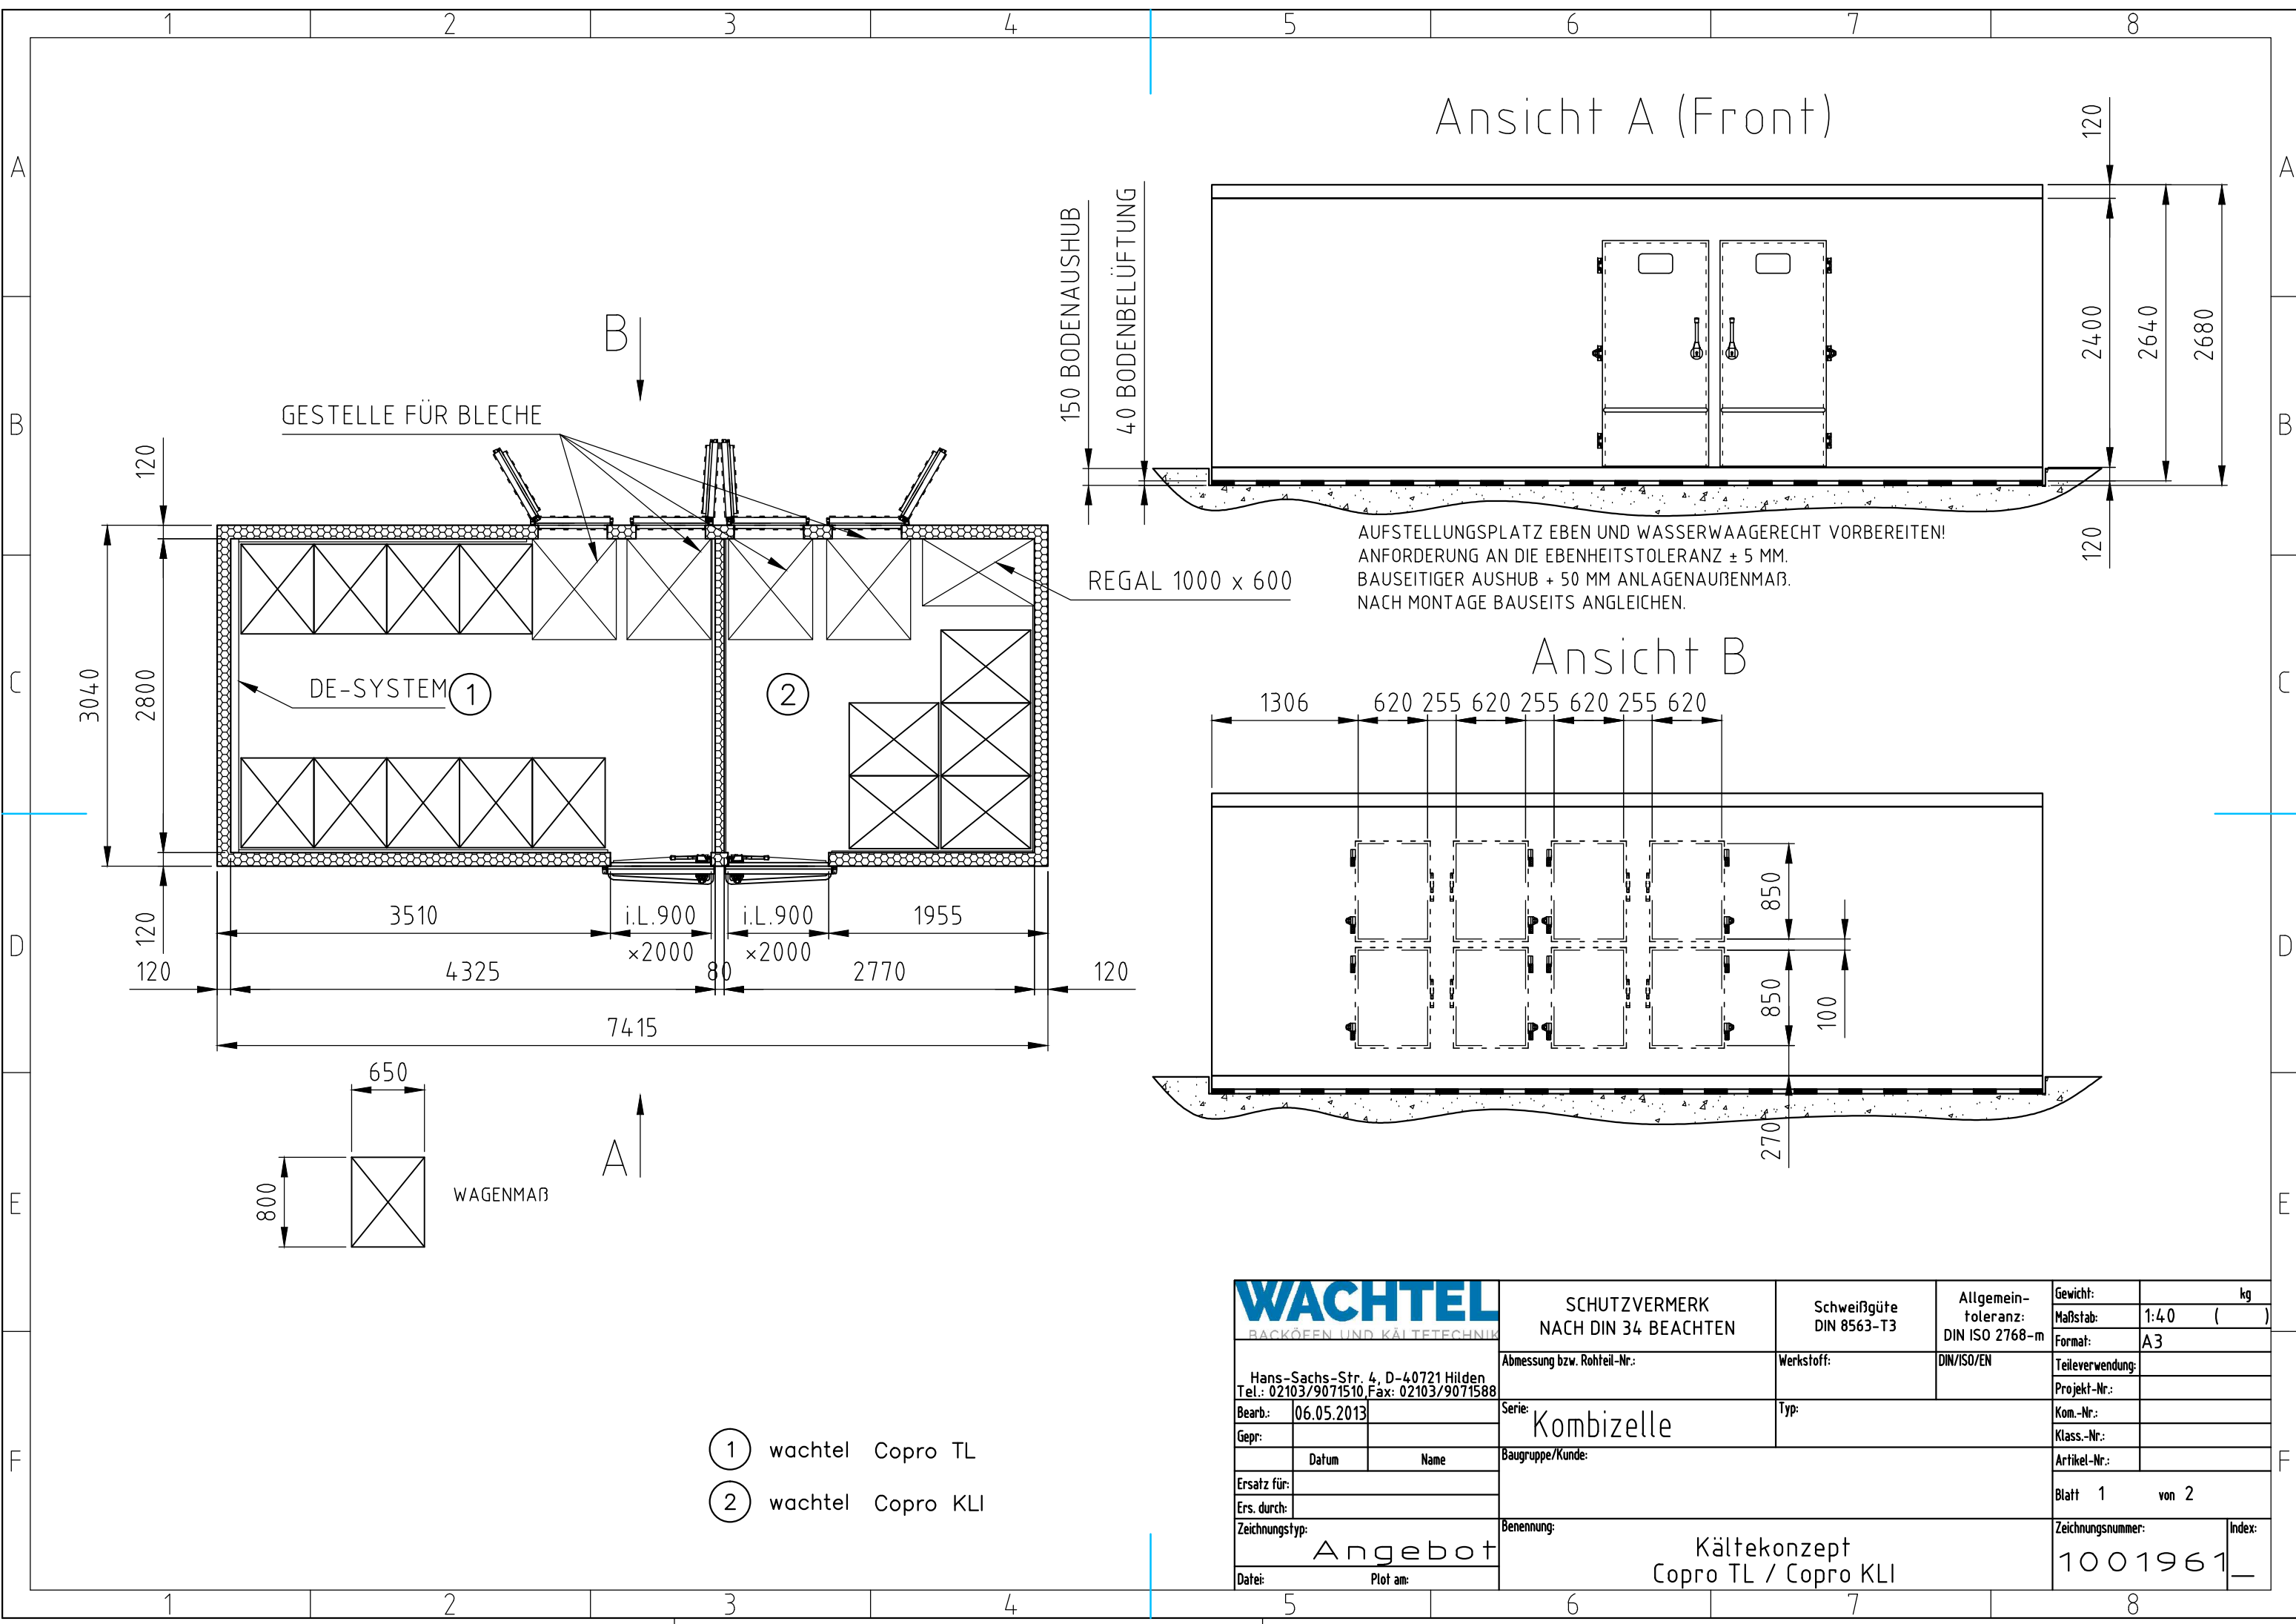 1 2 3 4 5 6 7 8
A
B
C
D
E
F
A
B
C
D
E
F
1 2 3 4 5 6 7 8
B
GESTELLE FÜR BLECHE
120
3040
2800
120
DE-SYSTEM
1
2
REGAL 1000 x 600
3510
i.L.900
×2000
i.L.900
×2000
1955
120
4325
80
2770
120
7415
650
800
WAGENMAß
A
1 wachtel Copro TL
2 wachtel Copro KLI
Ansicht A (Front)
150 BODENAUSHUB
40 BODENBELÜFTUNG
120
2400
2640
2680
120
AUFSTELLUNGSPLATZ EBEN UND WASSERWAAGERECHT VORBEREITEN!
ANFORDERUNG AN DIE EBENHEITSTOLERANZ ± 5 MM.
BAUSEITIGER AUSHUB + 50 MM ANLAGENAUßENMAß.
NACH MONTAGE BAUSEITS ANGLEICHEN.
Ansicht B
1306 620 255 620 255 620 255 620
850
850
100
270
WACHTEL
BACKÖFEN UND KÄLTETECHNIK
Hans-Sachs-Str. 4, D-40721 Hilden
Tel.: 02103/9071510,Fax: 02103/9071588
Bearb.: 06.05.2013
Gepr:
Datum Name
Ersatz für:
Ers. durch:
Zeichnungstyp:
Angebot
Datei: Plot am:
SCHUTZVERMERK
NACH DIN 34 BEACHTEN
Schweißgüte
DIN 8563-T3
Allgemein-
toleranz:
DIN ISO 2768-m
Abmessung bzw. Rohteil-Nr.:
Werkstoff:
DIN/ISO/EN
Serie: Kombizelle
Typ:
Baugruppe/Kunde:
Benennung:
Kältekonzept
Copro TL / Copro KLI
Gewicht: kg
Maßstab: 1:40 ( )
Format: A3
Teileverwendung:
Projekt-Nr.:
Kom.-Nr.:
Klass.-Nr.:
Artikel-Nr.:
Blatt 1 von 2
Zeichnungsnummer: Index:
1001961 _